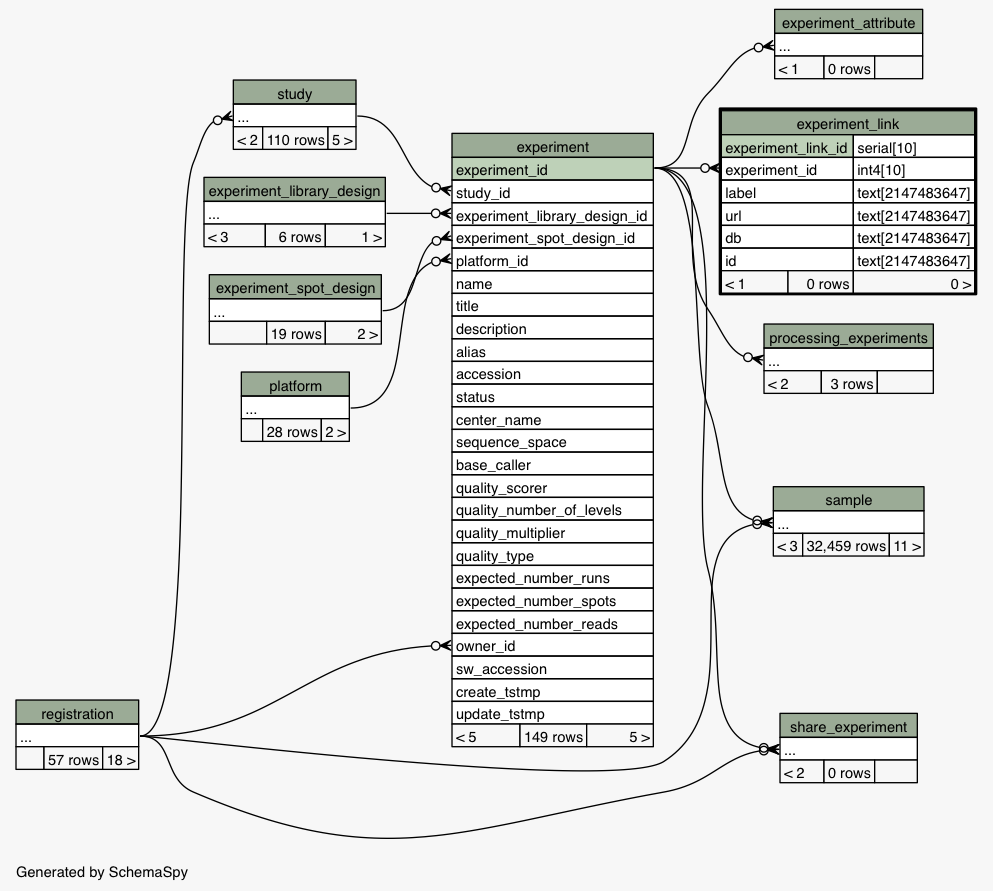 experiment_attribute
...
< 1 0 rows
study
...
< 2 110 rows 5 >
experiment_link
experiment_link_id serial[10]
experiment_id int4[10]
label text[2147483647]
url text[2147483647]
db text[2147483647]
id text[2147483647]
< 1 0 rows 0 >
experiment
experiment_id
study_id
experiment_library_design_id
experiment_spot_design_id
platform_id
name
title
description
alias
accession
status
center_name
sequence_space
base_caller
quality_scorer
quality_number_of_levels
quality_multiplier
quality_type
expected_number_runs
expected_number_spots
expected_number_reads
owner_id
sw_accession
create_tstmp
update_tstmp
< 5 149 rows 5 >
experiment_library_design
...
< 3 6 rows 1 >
experiment_spot_design
...
19 rows 2 >
platform
...
28 rows 2 >
processing_experiments
...
< 2 3 rows
sample
...
< 3 32,459 rows 11 >
registration
...
57 rows 18 >
share_experiment
...
< 2 0 rows
Generated by SchemaSpy